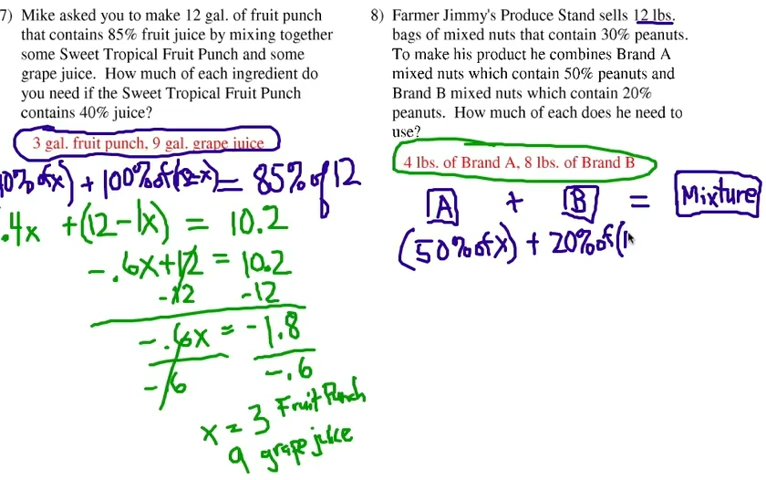 7) Mike asked you to make 12 gal. of fruit punch
that contains 85% fruit juice by mixing together
some Sweet Tropical Fruit Punch and some
grape juice. How much of each ingredient do
you need if the Sweet Tropical Fruit Punch
contains 40% juice?
3 gal. fruit punch, 9 gal. grape juice
0% of x) + 100% of (12-x) = 85% of 12
.4x + (12-1x) = 10.2
-.6x+12 = 10.2
-12 -12
-.6x = -1.8
-.6 -.6
x = 3 Fruit Punch
9 grape juice
8) Farmer Jimmy's Produce Stand sells 12 lbs.
bags of mixed nuts that contain 30% peanuts.
To make his product he combines Brand A
mixed nuts which contain 50% peanuts and
Brand B mixed nuts which contain 20%
peanuts. How much of each does he need to
use?
4 lbs. of Brand A, 8 lbs. of Brand B
A + B = Mixture
(50% of x) + 20% of (1